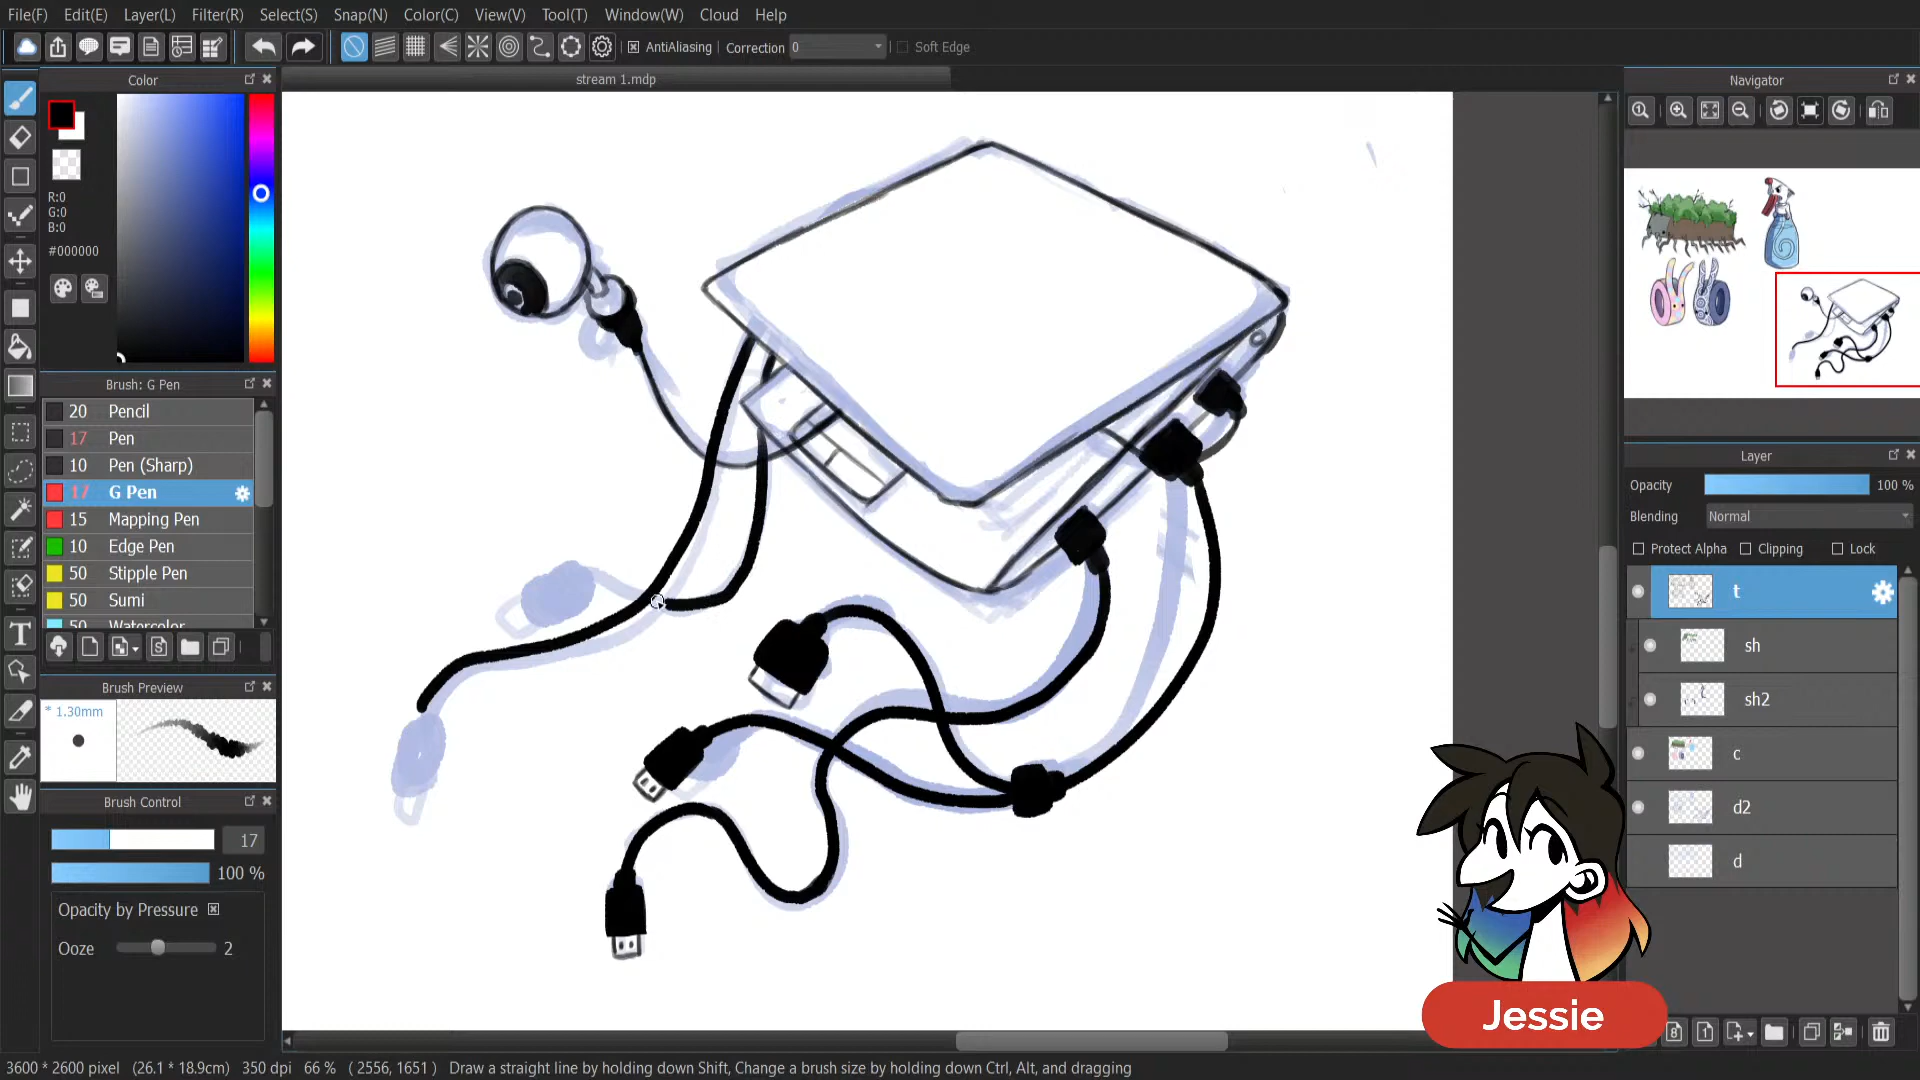 File(F) Edit(E) Layer(L) Filter(R) Select(S) Snap(N) Color(C) View(V) Tool(T) Window(W) Cloud Help
AntiAliasing Correction 0 Soft Edge
Color
stream 1.mdp
Navigator
R:0
G:0
B:0
#000000
Brush: G Pen
20 Pencil
17 Pen
10 Pen (Sharp)
17 G Pen
15 Mapping Pen
10 Edge Pen
50 Stipple Pen
50 Sumi
50 Watercolor
Brush Preview
* 1.30mm
Brush Control
17
100 %
Opacity by Pressure
Ooze 2
Layer
Opacity 100 %
Blending Normal
Protect Alpha Clipping Lock
t
sh
sh2
c
d2
d
Jessie
3600 * 2600 pixel (26.1 * 18.9cm) 350 dpi 66 % ( 2556, 1651 ) Draw a straight line by holding down Shift, Change a brush size by holding down Ctrl, Alt, and dragging